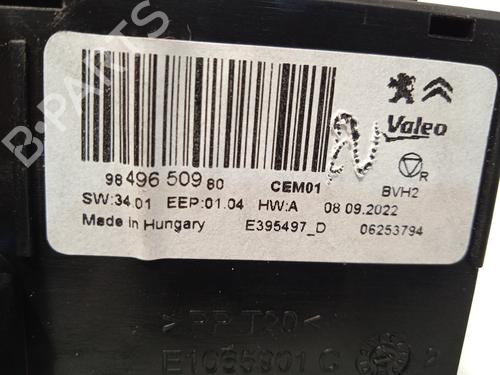 B-PARTS
Valeo
R
98 496 509 80
CEM01
BVH2
SW:34.01 EEP:01.04 HW:A 08 09.2022
Made in Hungary E395497_D 06253794
>PP T20<
2